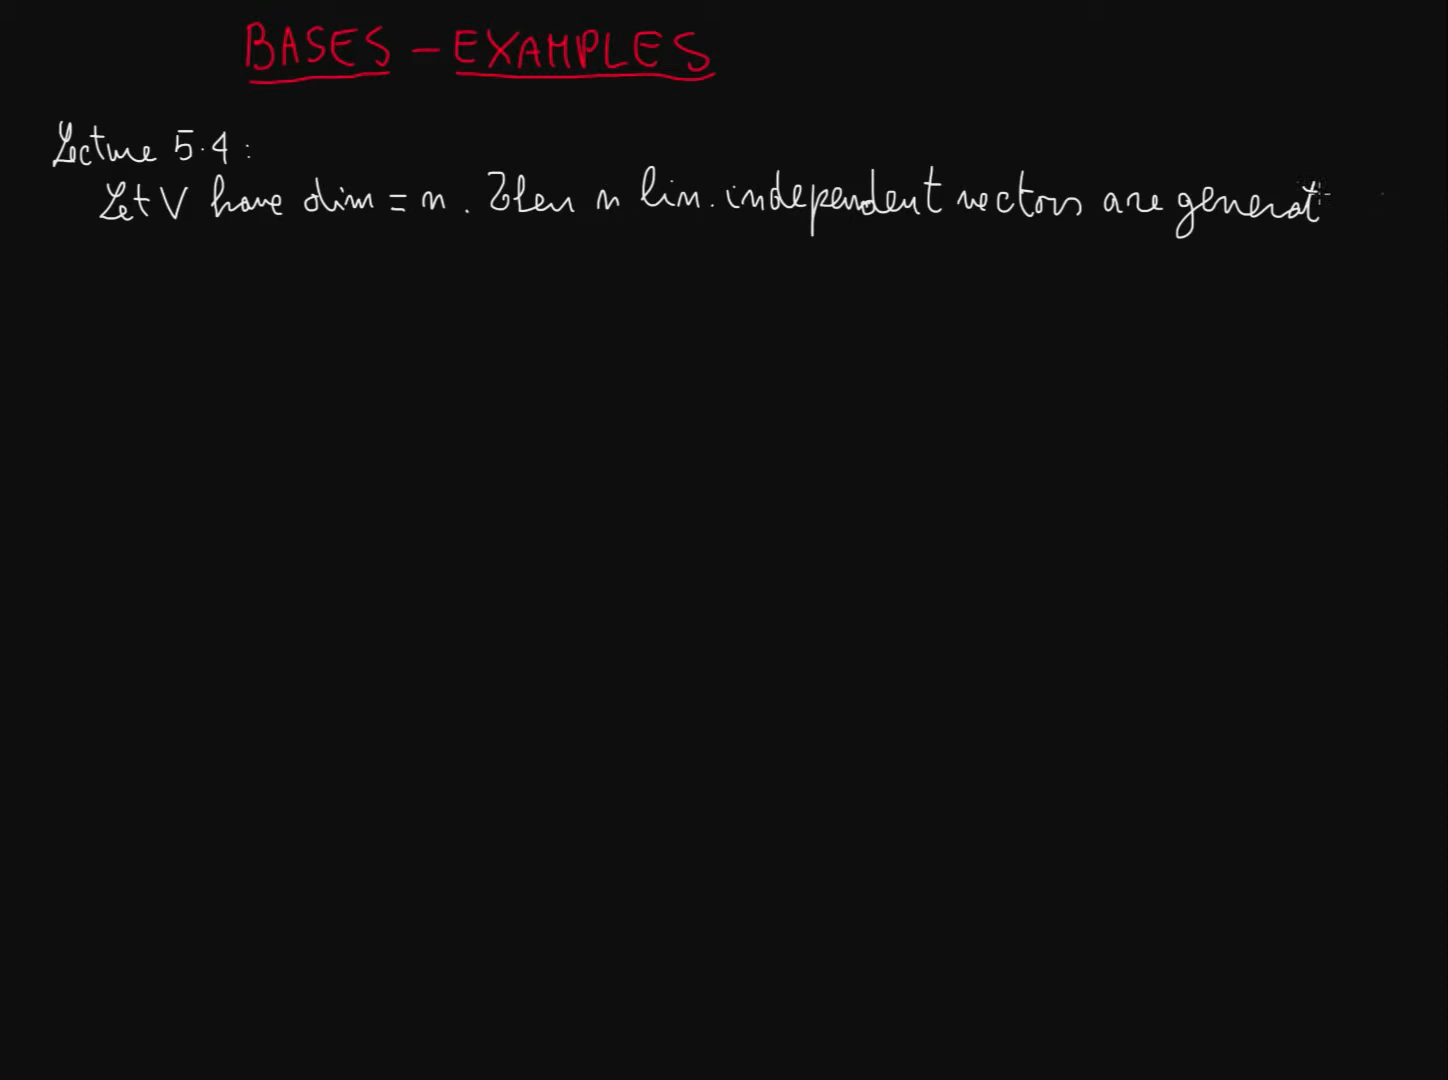 BASES - EXAMPLES
Lecture 5.4:
Let V have dim = n. Then n lin. independent vectors are generat